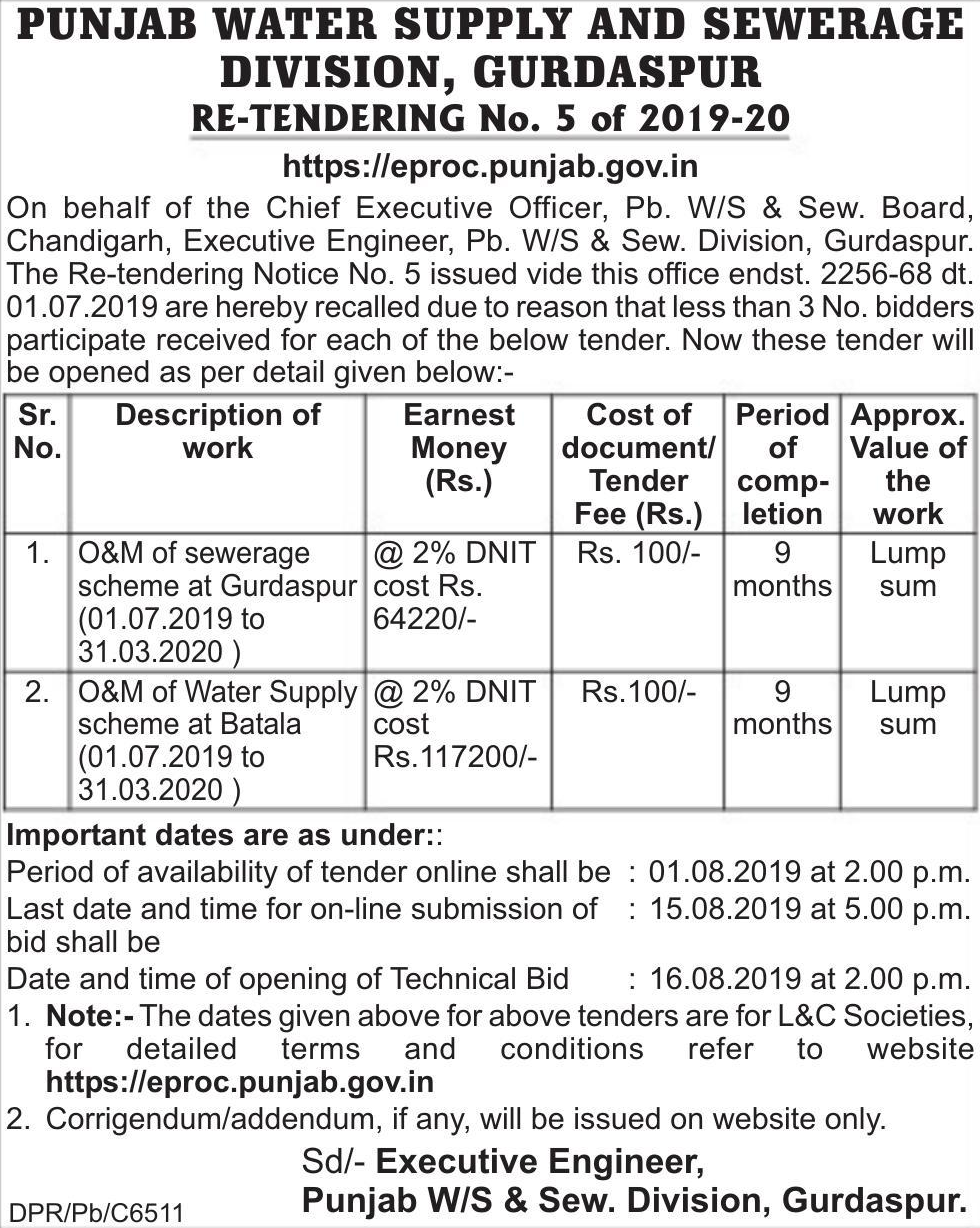 PUNJAB WATER SUPPLY AND SEWERAGE
DIVISION, GURDASPUR
RE-TENDERING No. 5 of 2019-20
https://eproc.punjab.gov.in
On behalf of the Chief Executive Officer, Pb. W/S & Sew. Board,
Chandigarh, Executive Engineer, Pb. W/S & Sew. Division, Gurdaspur.
The Re-tendering Notice No. 5 issued vide this office endst. 2256-68 dt.
01.07.2019 are hereby recalled due to reason that less than 3 No. bidders
participate received for each of the below tender. Now these tender will
be opened as per detail given below:-
Sr. No. | Description of work | Earnest Money (Rs.) | Cost of document/ Tender Fee (Rs.) | Period of comp-letion | Approx. Value of the work
1. | O&M of sewerage scheme at Gurdaspur (01.07.2019 to 31.03.2020 ) | @ 2% DNIT cost Rs. 64220/- | Rs. 100/- | 9 months | Lump sum
2. | O&M of Water Supply scheme at Batala (01.07.2019 to 31.03.2020 ) | @ 2% DNIT cost Rs.117200/- | Rs.100/- | 9 months | Lump sum
Important dates are as under::
Period of availability of tender online shall be : 01.08.2019 at 2.00 p.m.
Last date and time for on-line submission of : 15.08.2019 at 5.00 p.m.
bid shall be
Date and time of opening of Technical Bid : 16.08.2019 at 2.00 p.m.
1. Note:- The dates given above for above tenders are for L&C Societies,
for detailed terms and conditions refer to website
https://eproc.punjab.gov.in
2. Corrigendum/addendum, if any, will be issued on website only.
Sd/- Executive Engineer,
Punjab W/S & Sew. Division, Gurdaspur.
DPR/Pb/C6511